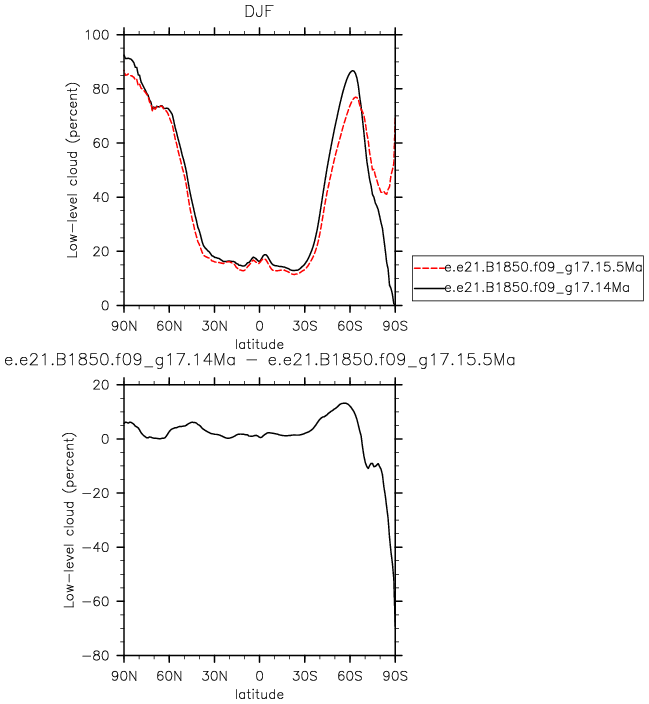 DJF
100
80
60
40
20
0
Low-level cloud (percent)
90N 60N 30N 0 30S 60S 90S
latitude
e.e21.B1850.f09_g17.15.5Ma
e.e21.B1850.f09_g17.14Ma
e.e21.B1850.f09_g17.14Ma - e.e21.B1850.f09_g17.15.5Ma
20
0
-20
-40
-60
-80
Low-level cloud (percent)
90N 60N 30N 0 30S 60S 90S
latitude